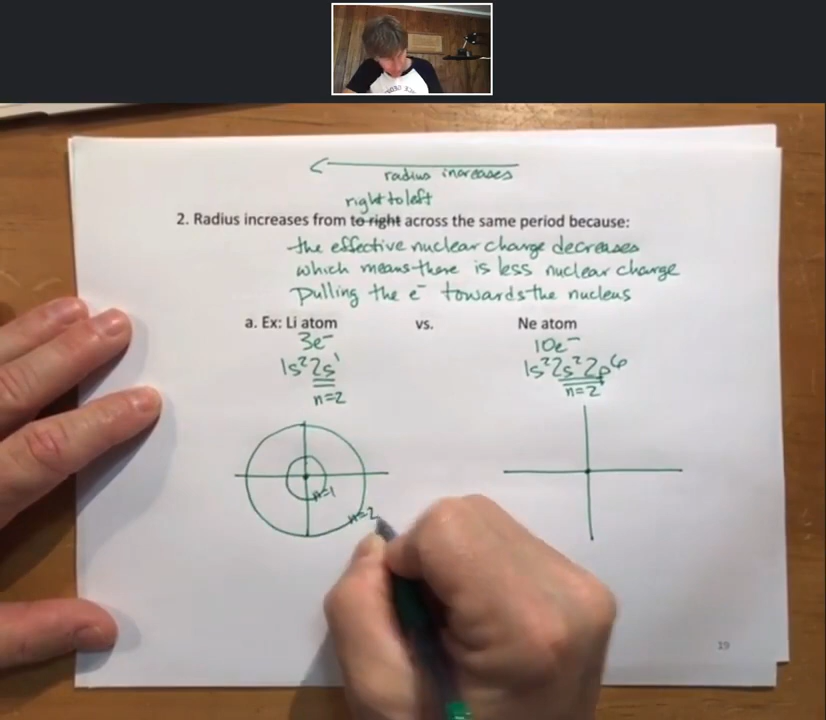 radius increases
right to left
2. Radius increases from to right across the same period because:
the effective nuclear charge decreases
which means there is less nuclear charge
pulling the e⁻ towards the nucleus
a. Ex: Li atom vs. Ne atom
3e⁻ 10e⁻
1s²2s¹ 1s²2s²2p⁶
n=2 n=2
n=1
n=2
19